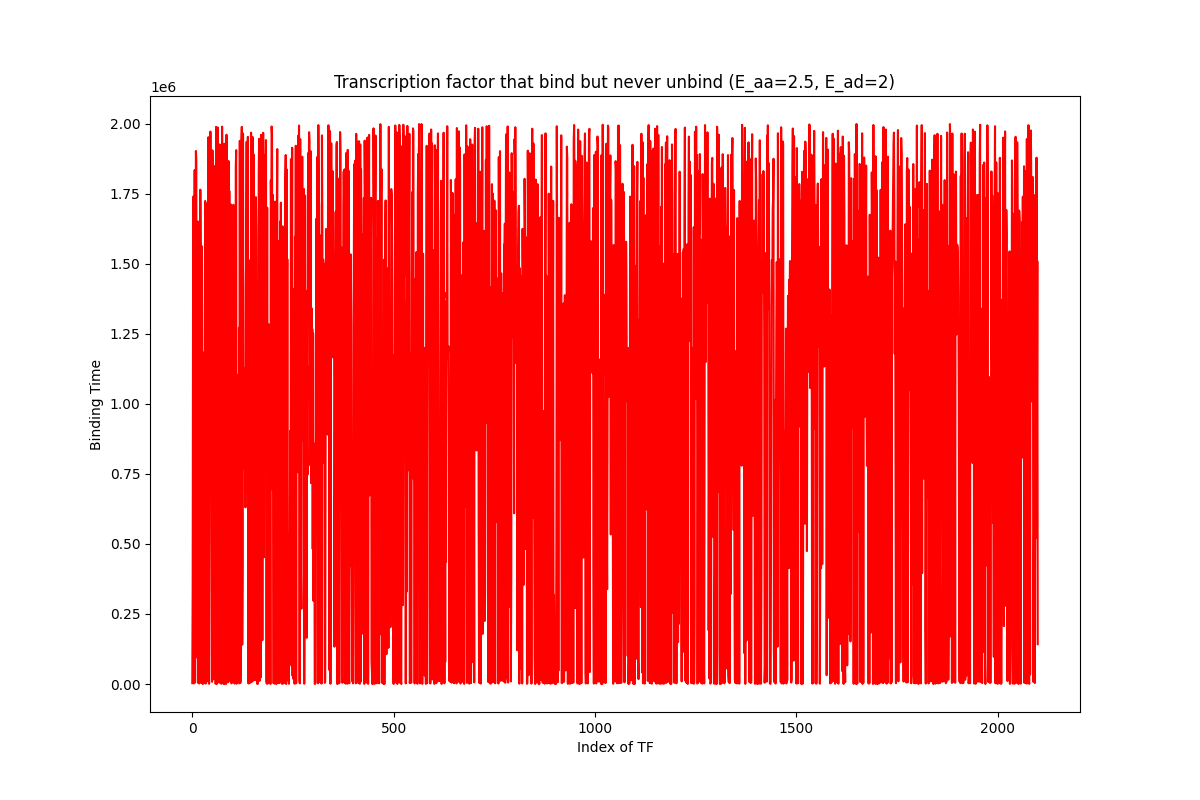 Transcription factor that bind but never unbind (E_aa=2.5, E_ad=2)
1e6
2.00
1.75
1.50
1.25
1.00
0.75
0.50
0.25
0.00
Binding Time
0 500 1000 1500 2000
Index of TF